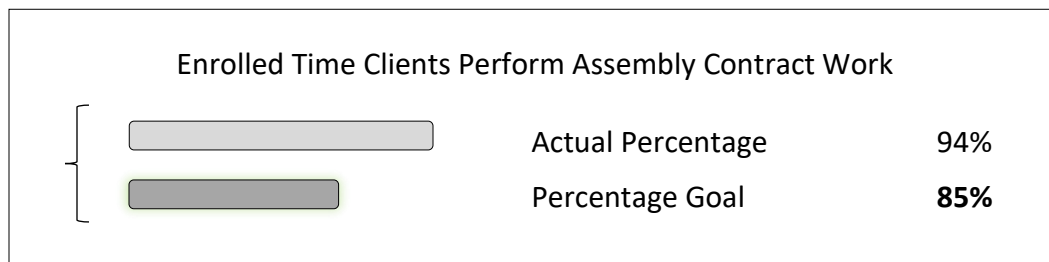 Enrolled Time Clients Perform Assembly Contract Work
Actual Percentage 94%
Percentage Goal 85%